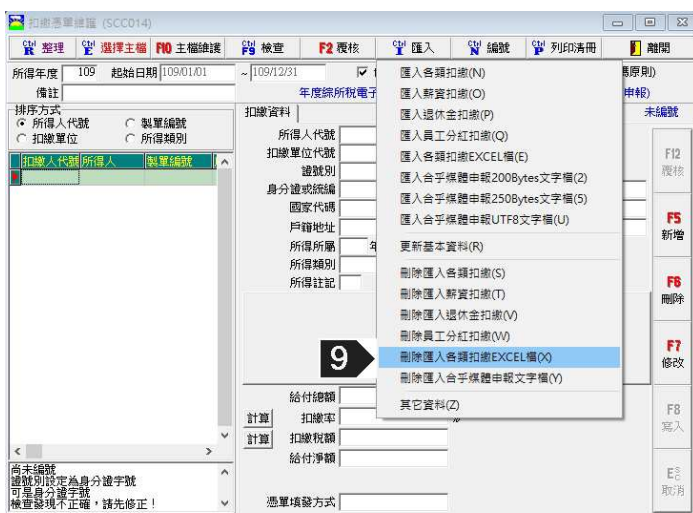 扣繳憑單維護 (SCC014)
Ctrl R 整理 Ctrl E 選擇主檔 F10 主檔維護 Ctrl F9 檢查 F2 覆核 Ctrl I 匯入 Ctrl N 編號 Ctrl P 列印清冊 離開
所得年度 109 起始日期 109/01/01 ~ 109/12/31 憑原則)
備註 年度綜所稅電子 申報)
排序方式
所得人代號 製單編號
扣繳單位 所得類別
扣繳人代號 所得人 製單編號
扣繳資料 未編號
所得人代號
扣繳單位代號
證號別
身分證或統編
國家代碼
戶籍地址
所得所屬 年
所得類別
所得註記
匯入各類扣繳(N)
匯入薪資扣繳(O)
匯入退休金扣繳(P)
匯入員工分紅扣繳(Q)
匯入各類扣繳EXCEL檔(E)
匯入合乎媒體申報200Bytes文字檔(2)
匯入合乎媒體申報250Bytes文字檔(5)
匯入合乎媒體申報UTF8文字檔(U)
更新基本資料(R)
刪除匯入各類扣繳(S)
刪除匯入薪資扣繳(T)
刪除匯入退休金扣繳(V)
刪除員工分紅扣繳(W)
9
刪除匯入各類扣繳EXCEL檔(X)
刪除匯入合乎媒體申報文字檔(Y)
其它資料(Z)
給付總額
計算 扣繳率 %
計算 扣繳稅額
給付淨額
憑單填發方式
F12
覆核
F5
新增
F6
刪除
F7
修改
F8
寫入
Esc
取消
尚未編號
證號別設定為身分證字號
可是身分證字號
檢查發現不正確，請先修正！